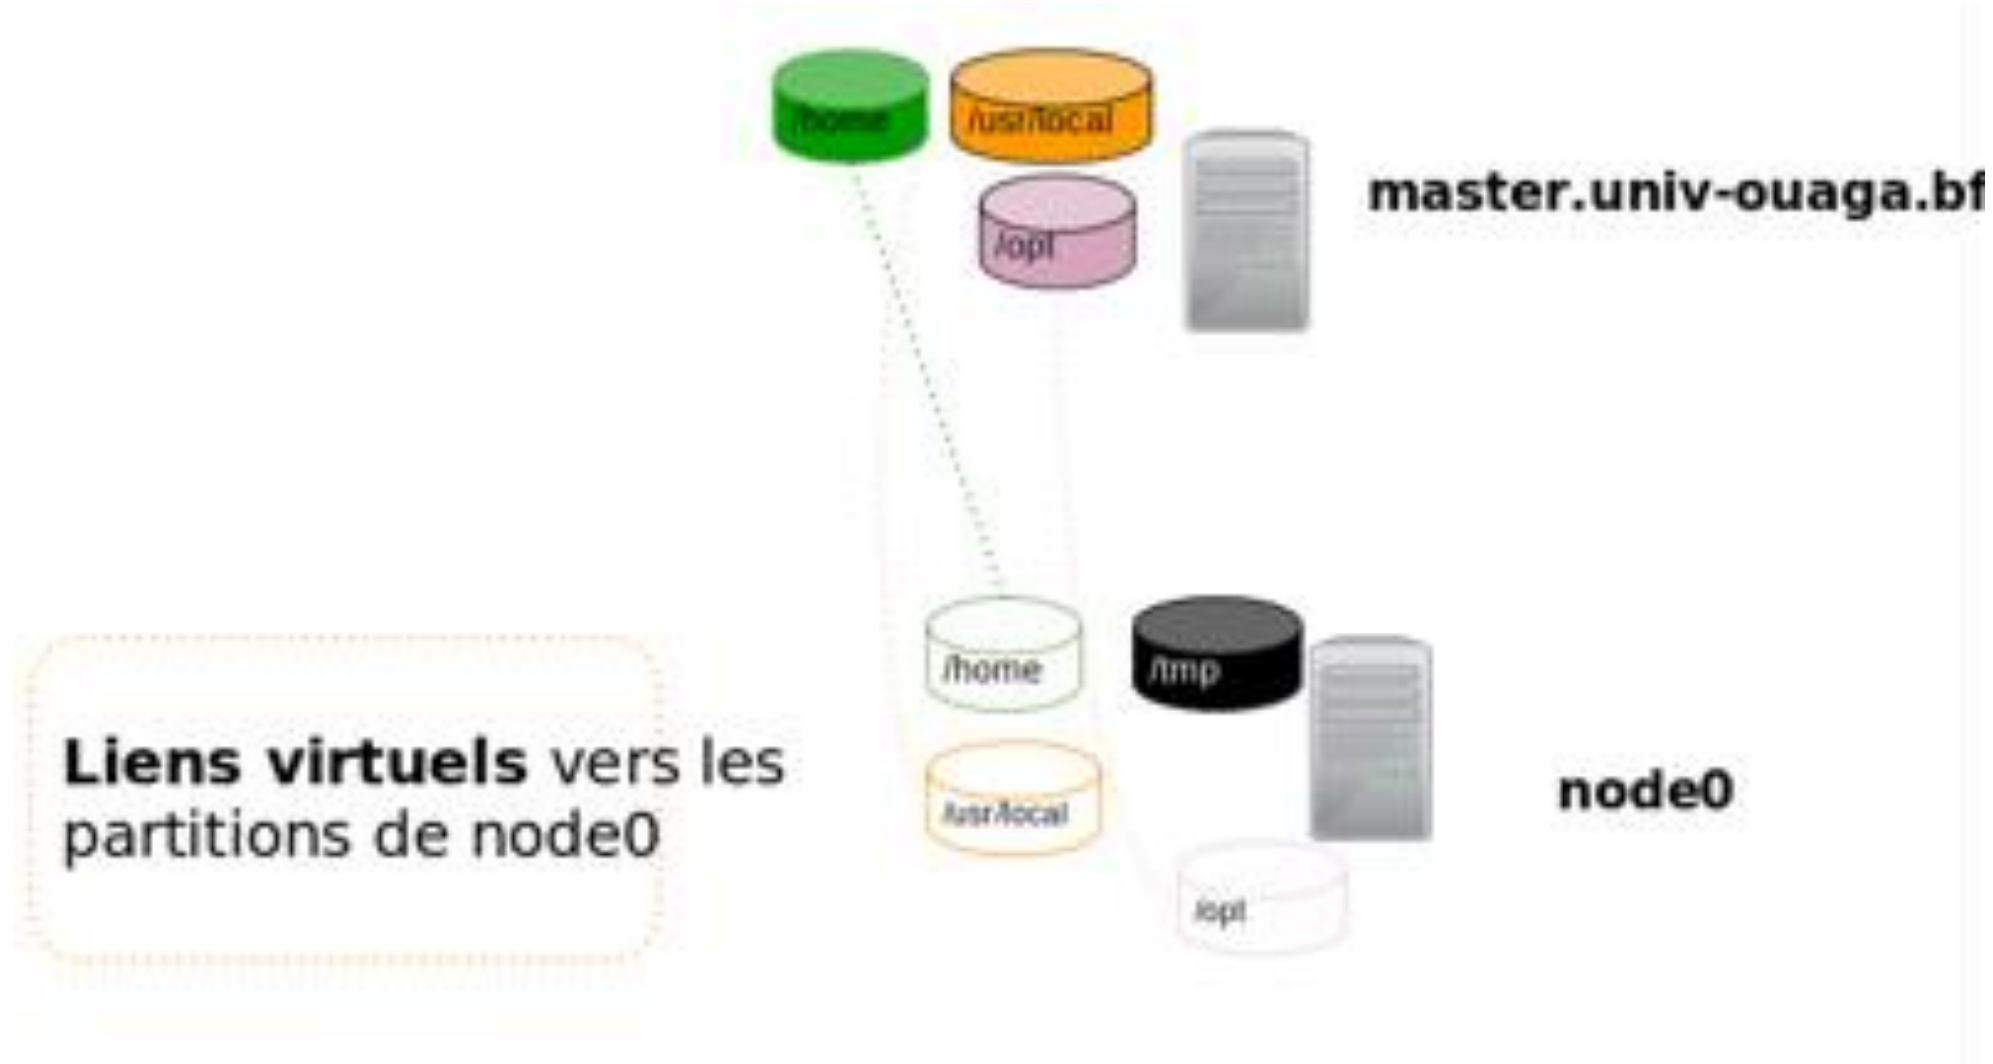 /home
/usr/local
/opt
master.univ-ouaga.bf
/home
/tmp
/usr/local
/opt
node0
Liens virtuels vers les
partitions de node0